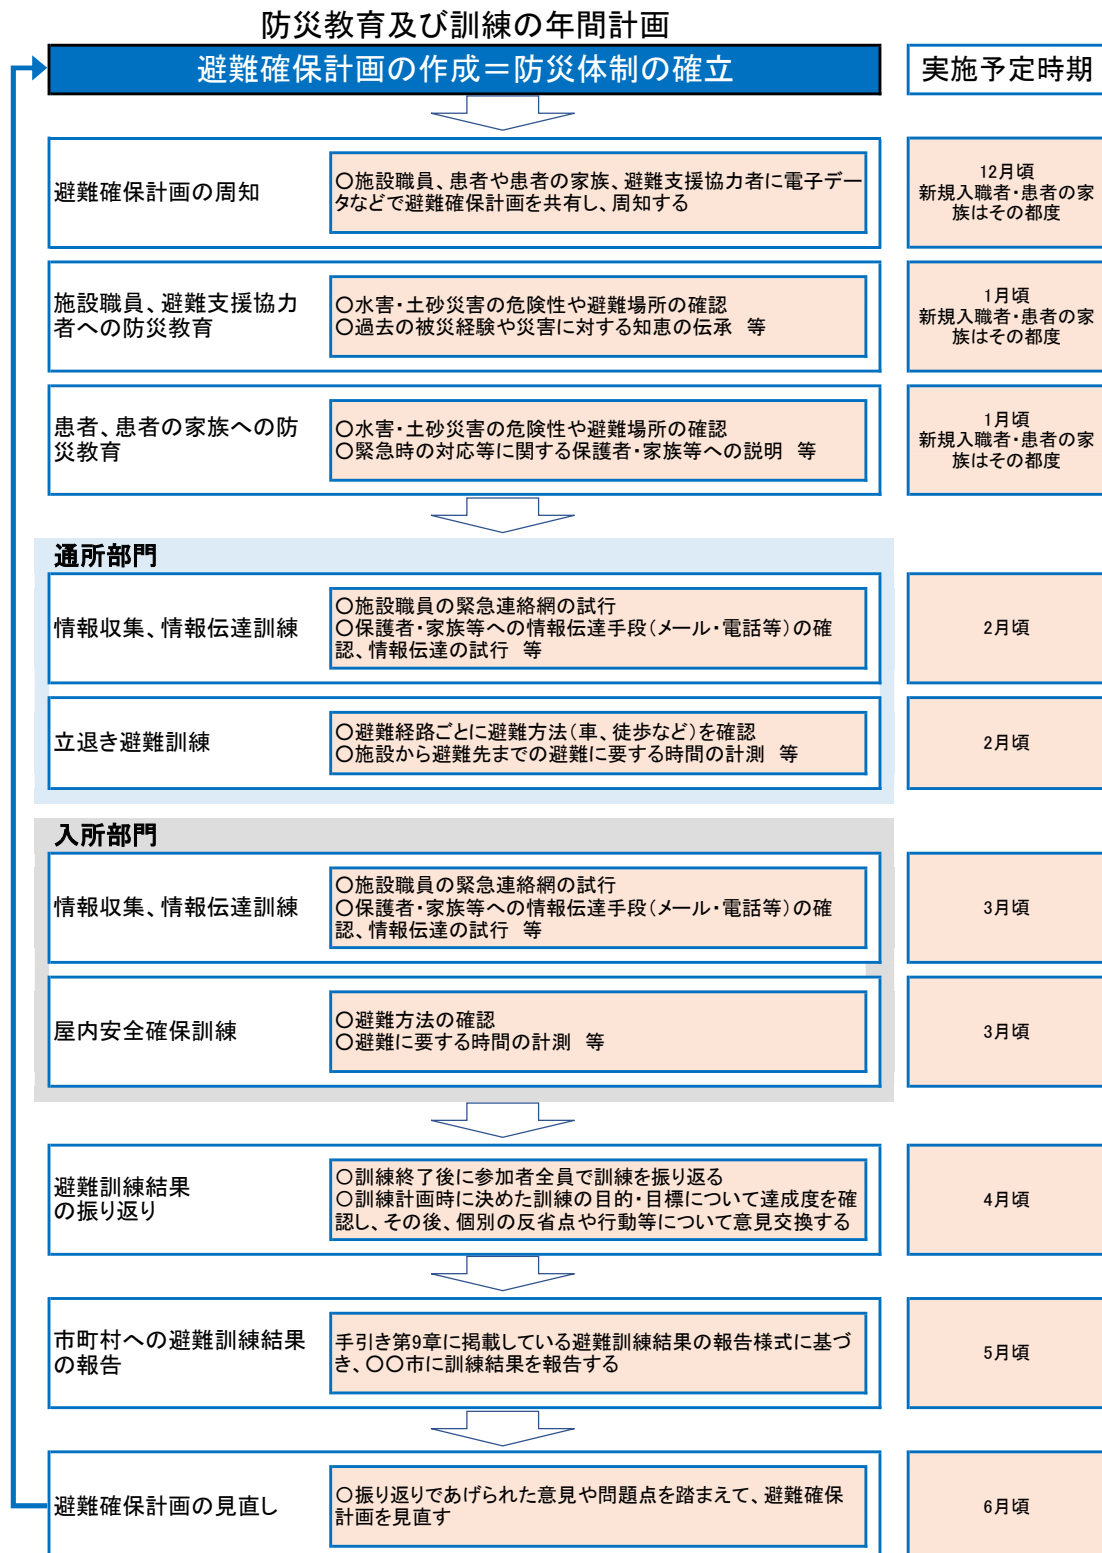 防災教育及び訓練の年間計画
避難確保計画の作成＝防災体制の確立
実施予定時期
避難確保計画の周知
〇施設職員、患者や患者の家族、避難支援協力者に電子デー
タなどで避難確保計画を共有し、周知する
12月頃
新規入職者・患者の家
族はその都度
施設職員、避難支援協力
者への防災教育
〇水害・土砂災害の危険性や避難場所の確認
〇過去の被災経験や災害に対する知恵の伝承　等
1月頃
新規入職者・患者の家
族はその都度
患者、患者の家族への防
災教育
〇水害・土砂災害の危険性や避難場所の確認
〇緊急時の対応等に関する保護者・家族等への説明　等
1月頃
新規入職者・患者の家
族はその都度
通所部門
情報収集、情報伝達訓練
〇施設職員の緊急連絡網の試行
〇保護者・家族等への情報伝達手段（メール・電話等）の確
認、情報伝達の試行　等
2月頃
立退き避難訓練
〇避難経路ごとに避難方法（車、徒歩など）を確認
〇施設から避難先までの避難に要する時間の計測　等
2月頃
入所部門
情報収集、情報伝達訓練
〇施設職員の緊急連絡網の試行
〇保護者・家族等への情報伝達手段（メール・電話等）の確
認、情報伝達の試行　等
3月頃
屋内安全確保訓練
〇避難方法の確認
〇避難に要する時間の計測　等
3月頃
避難訓練結果
の振り返り
〇訓練終了後に参加者全員で訓練を振り返る
〇訓練計画時に決めた訓練の目的・目標について達成度を確
認し、その後、個別の反省点や行動等について意見交換する
4月頃
市町村への避難訓練結果
の報告
手引き第9章に掲載している避難訓練結果の報告様式に基づ
き、〇〇市に訓練結果を報告する
5月頃
避難確保計画の見直し
〇振り返りであげられた意見や問題点を踏まえて、避難確保
計画を見直す
6月頃